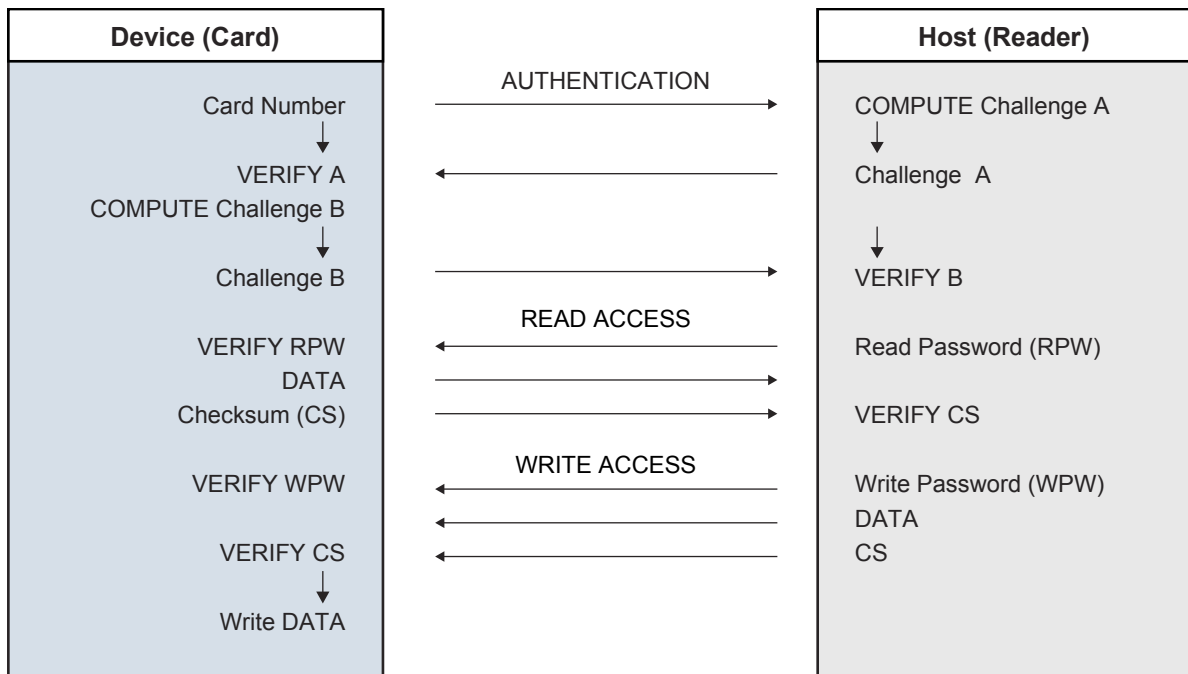 Device (Card)
Host (Reader)
AUTHENTICATION
Card Number
COMPUTE Challenge A
VERIFY A
Challenge A
COMPUTE Challenge B
Challenge B
VERIFY B
READ ACCESS
VERIFY RPW
Read Password (RPW)
DATA
Checksum (CS)
VERIFY CS
WRITE ACCESS
VERIFY WPW
Write Password (WPW)
DATA
VERIFY CS
CS
Write DATA